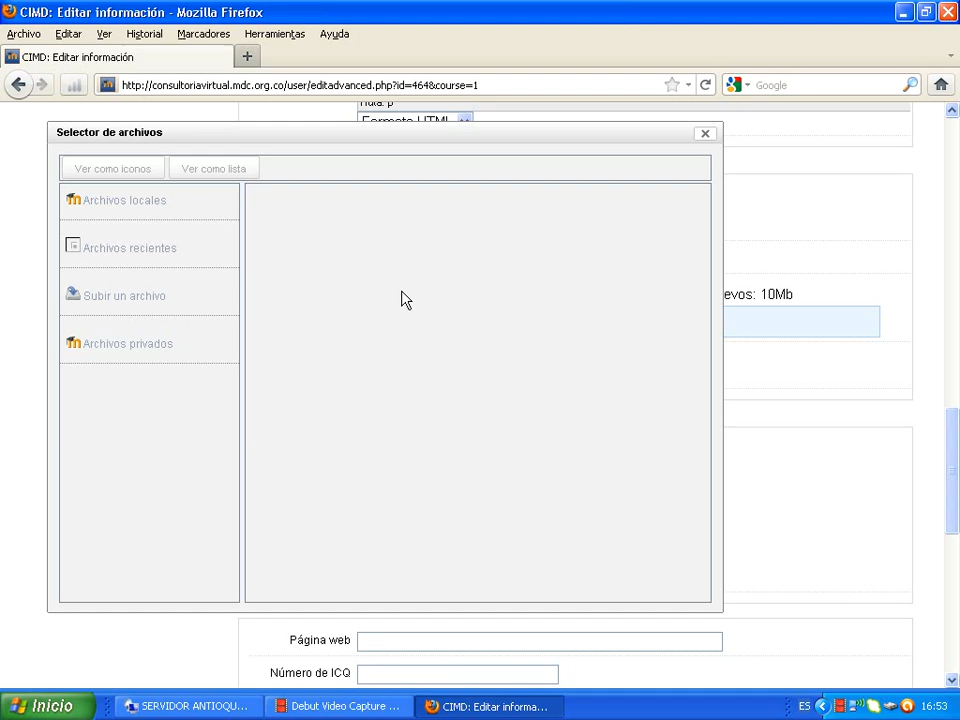 CIMD: Editar información - Mozilla Firefox
Archivo Editar Ver Historial Marcadores Herramientas Ayuda
CIMD: Editar información
http://consultoriavirtual.mdc.org.co/user/editadvanced.php?id=464&course=1
Google
Ruta: p
Formato HTML
Selector de archivos
Ver como iconos Ver como lista
Archivos locales
Archivos recientes
evos: 10Mb
Subir un archivo
Archivos privados
Página web
Número de ICQ
Inicio SERVIDOR ANTIOQU... Debut Video Capture ... CIMD: Editar informa... ES 16:53